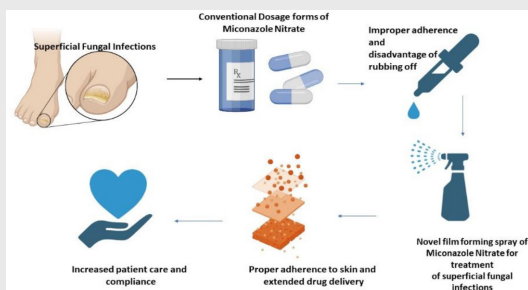 Superficial Fungal Infections
Conventional Dosage forms of
Miconazole Nitrate
Rx
Improper adherence
and
disadvantage of
rubbing off
Novel film forming spray of
Miconazole Nitrate for
treatment
of superficial fungal
infections
Proper adherence to skin and
extended drug delivery
Increased patient care and
compliance